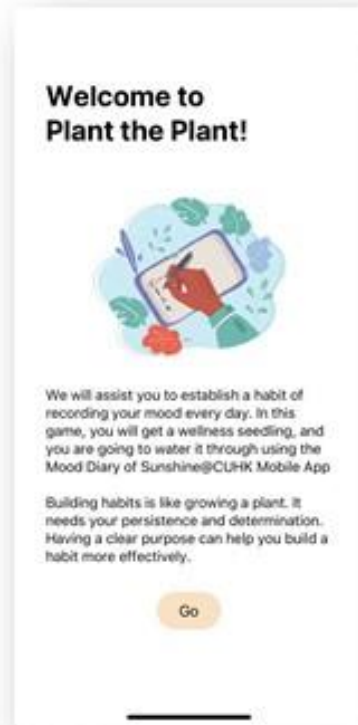 Welcome to
Plant the Plant!
We will assist you to establish a habit of
recording your mood every day. In this
game, you will get a wellness seedling, and
you are going to water it through using the
Mood Diary of Sunshine@CUHK Mobile App
Building habits is like growing a plant. It
needs your persistence and determination.
Having a clear purpose can help you build a
habit more effectively.
Go